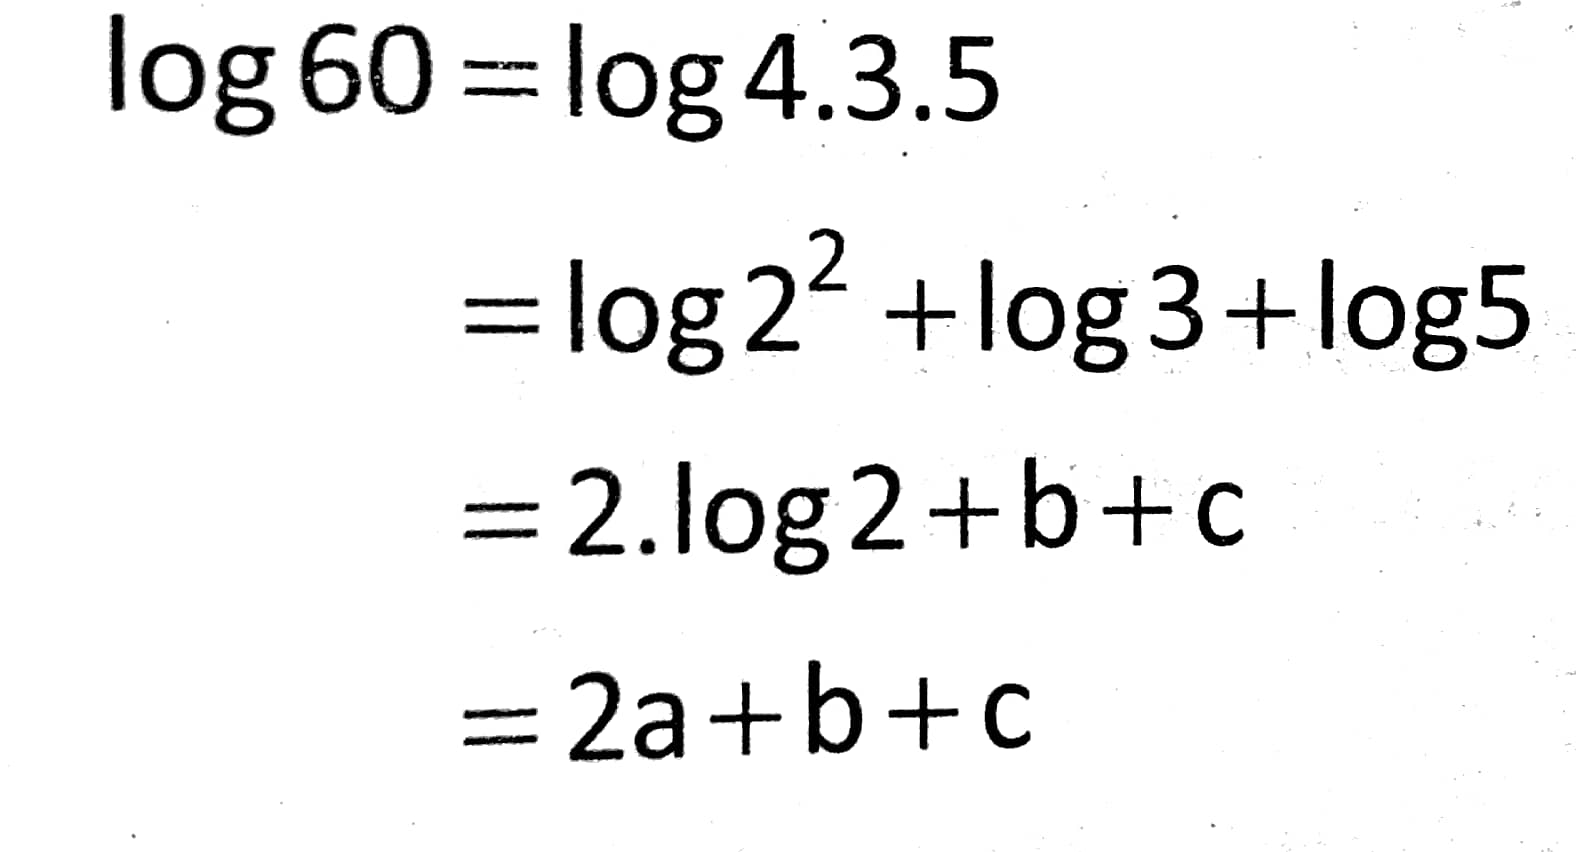 log 60 = log 4.3.5
= log 2² + log 3 + log5
= 2.log 2 + b + c
= 2a + b + c